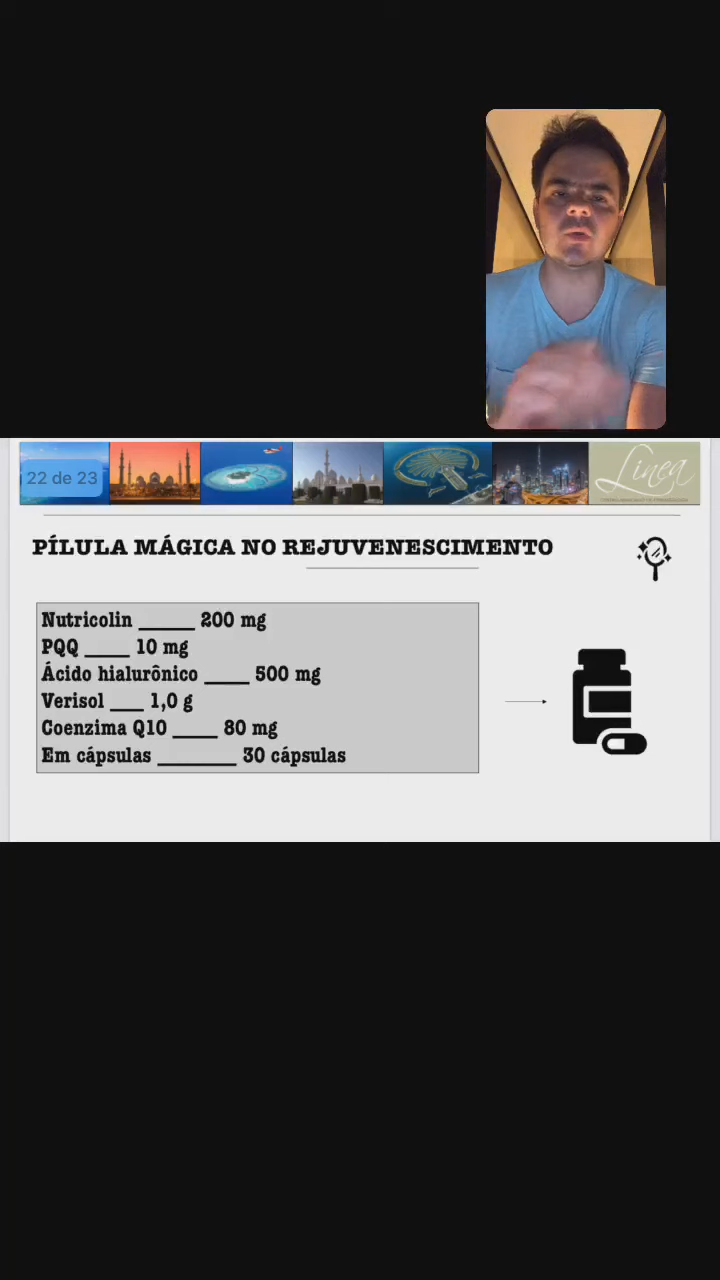 22 de 23
Linea
PÍLULA MÁGICA NO REJUVENESCIMENTO
Nutricolin _____ 200 mg
PQQ ____ 10 mg
Ácido hialurônico ____ 500 mg
Verisol ___ 1,0 g
Coenzima Q10 ____ 80 mg
Em cápsulas _______ 30 cápsulas